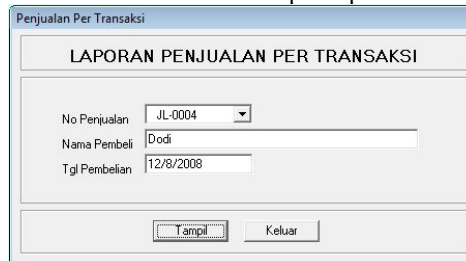 Penjualan Per Transaksi
LAPORAN PENJUALAN PER TRANSAKSI
No Penjualan JL-0004
Nama Pembeli Dodi
Tgl Pembelian 12/8/2008
Tampil Keluar